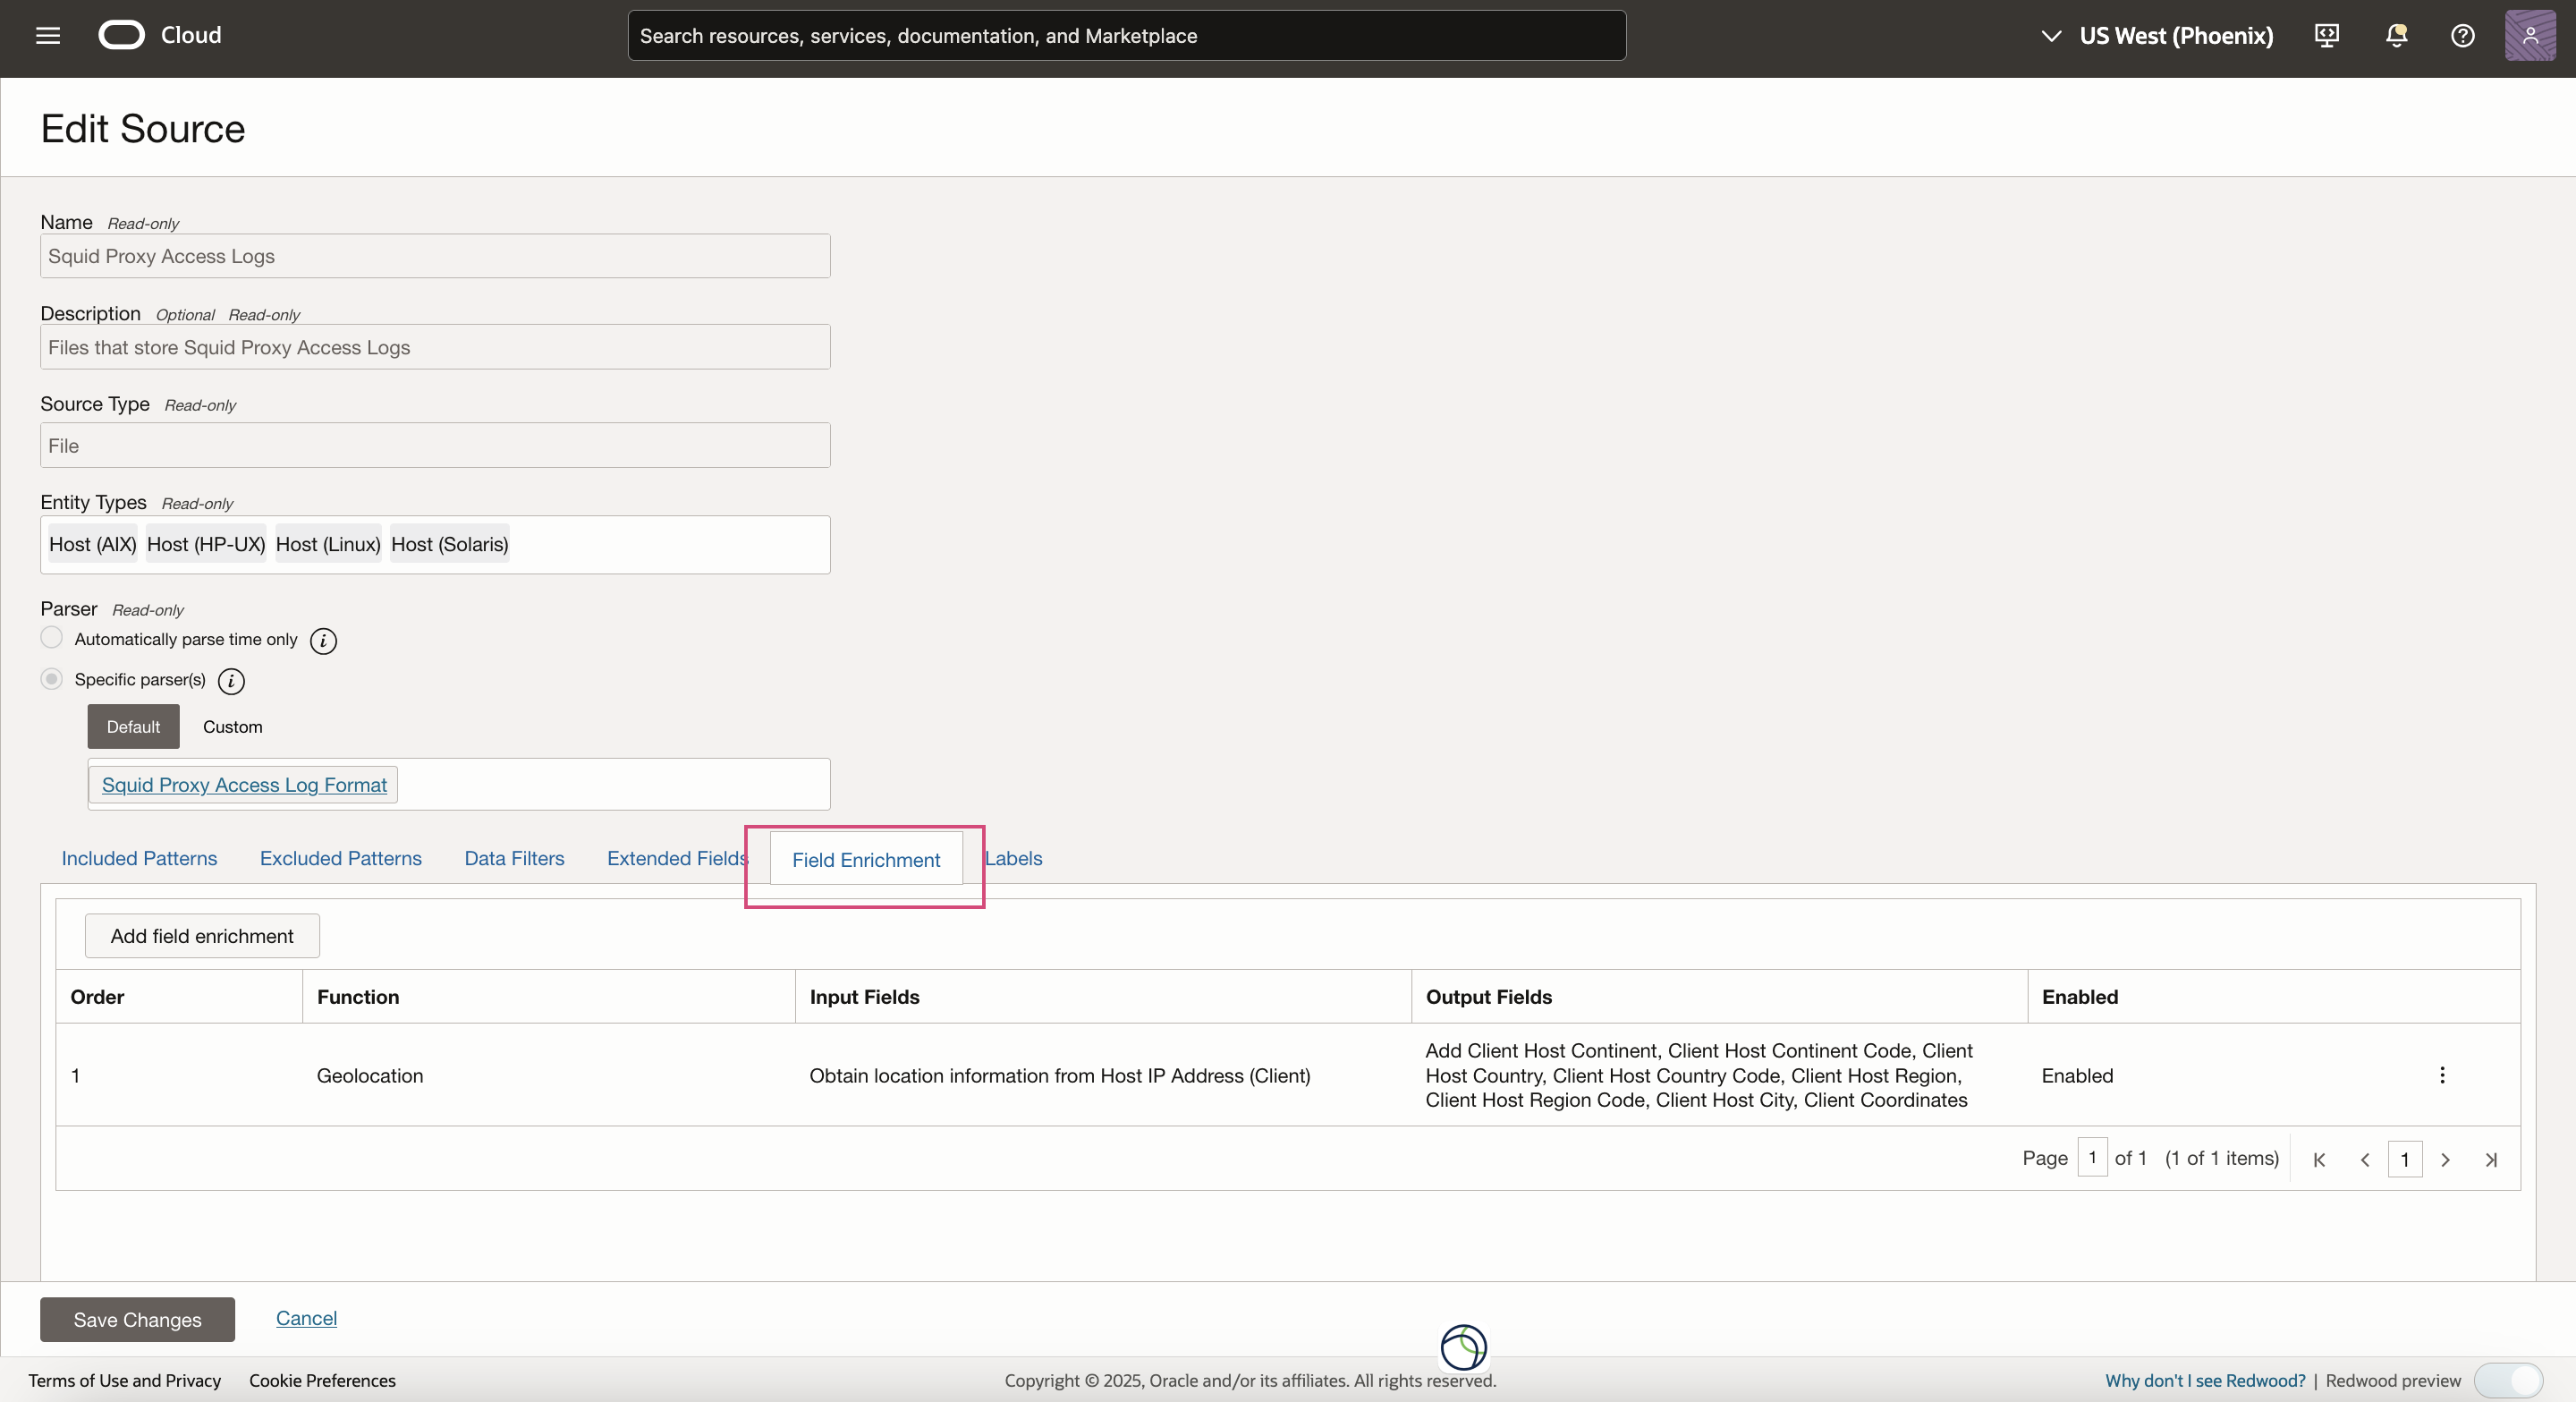 Cloud
Search resources, services, documentation, and Marketplace
US West (Phoenix)
Edit Source
Name Read-only
Squid Proxy Access Logs
Description Optional Read-only
Files that store Squid Proxy Access Logs
Source Type Read-only
File
Entity Types Read-only
Host (AIX) Host (HP-UX) Host (Linux) Host (Solaris)
Parser Read-only
Automatically parse time only i
Specific parser(s) i
Default Custom
Squid Proxy Access Log Format
Included Patterns Excluded Patterns Data Filters Extended Fields Field Enrichment Labels
Add field enrichment
Order Function Input Fields Output Fields Enabled
1 Geolocation Obtain location information from Host IP Address (Client) Add Client Host Continent, Client Host Continent Code, Client
Host Country, Client Host Country Code, Client Host Region,
Client Host Region Code, Client Host City, Client Coordinates
Enabled
Page 1 of 1 (1 of 1 items) 1
Save Changes Cancel
Terms of Use and Privacy Cookie Preferences Copyright © 2025, Oracle and/or its affiliates. All rights reserved. Why don't I see Redwood? | Redwood preview